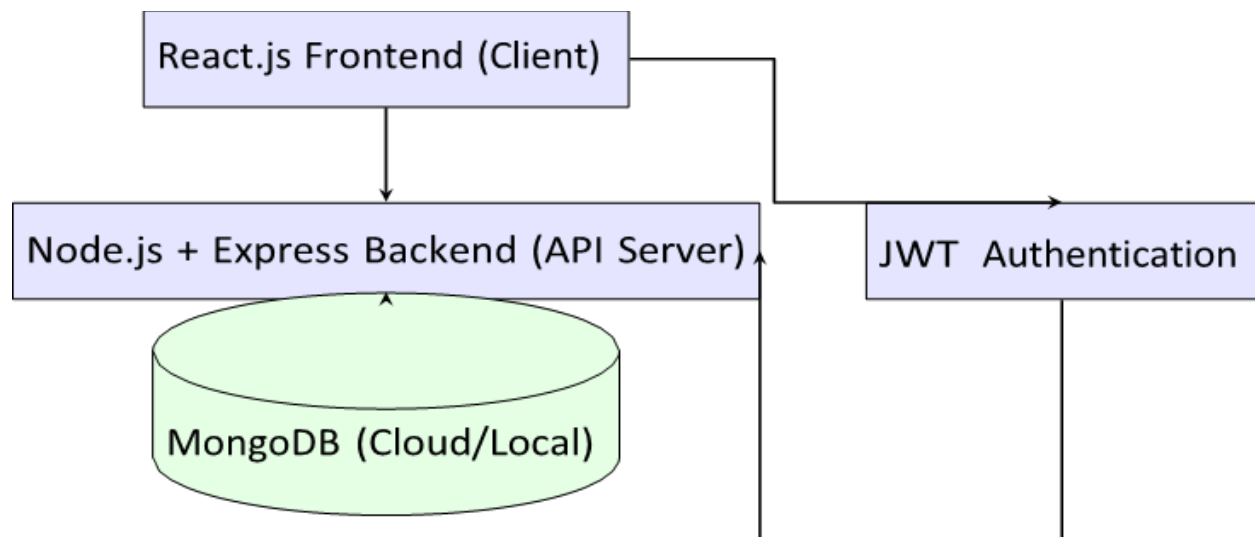 React.js Frontend (Client)
Node.js + Express Backend (API Server)
JWT Authentication
MongoDB (Cloud/Local)